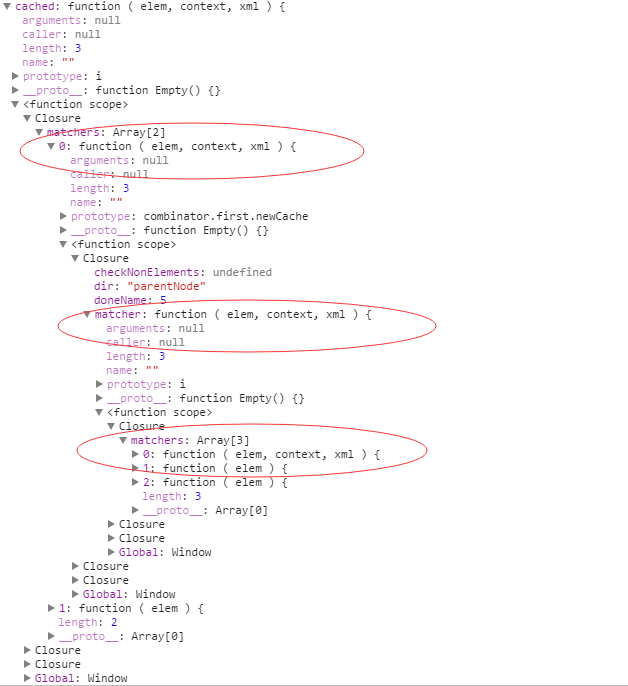 cached: function ( elem, context, xml ) {
arguments: null
caller: null
length: 3
name: ""
prototype: i
__proto__: function Empty() {}
<function scope>
Closure
matchers: Array[2]
0: function ( elem, context, xml ) {
arguments: null
caller: null
length: 3
name: ""
prototype: combinator.first.newCache
__proto__: function Empty() {}
<function scope>
Closure
checkNonElements: undefined
dir: "parentNode"
doneName: 5
matcher: function ( elem, context, xml ) {
arguments: null
caller: null
length: 3
name: ""
prototype: i
__proto__: function Empty() {}
<function scope>
Closure
matchers: Array[3]
0: function ( elem, context, xml ) {
1: function ( elem ) {
2: function ( elem ) {
length: 3
__proto__: Array[0]
Closure
Closure
Global: Window
Closure
Closure
Global: Window
1: function ( elem ) {
length: 2
__proto__: Array[0]
Closure
Closure
Global: Window